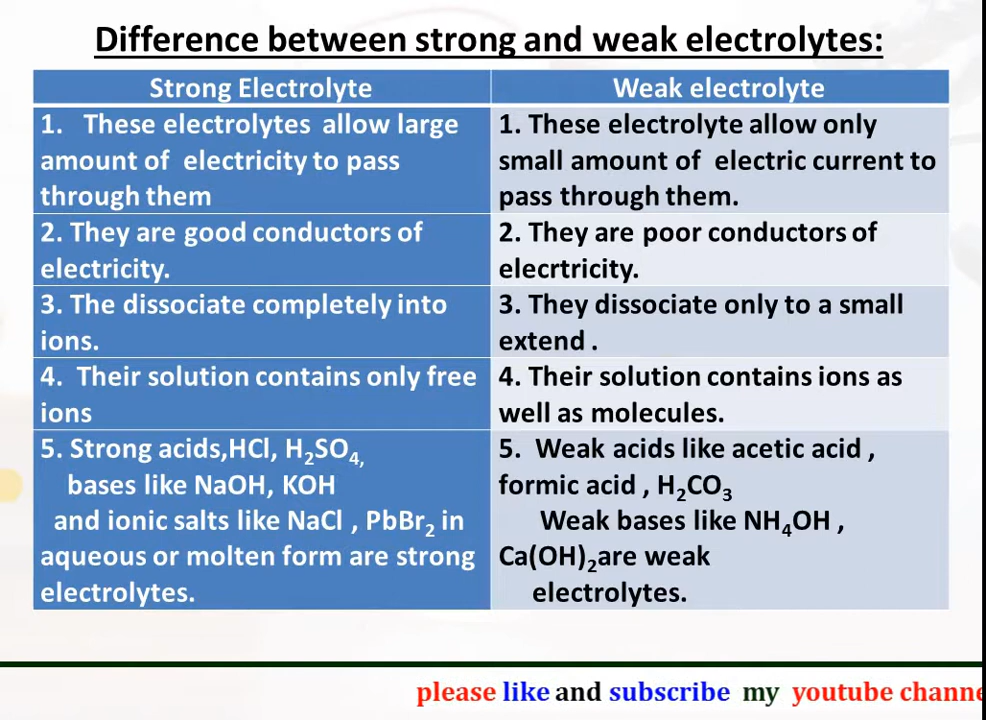 Difference between strong and weak electrolytes:
Strong Electrolyte
Weak electrolyte
1. These electrolytes allow large
amount of electricity to pass
through them
1. These electrolyte allow only
small amount of electric current to
pass through them.
2. They are good conductors of
electricity.
2. They are poor conductors of
elecrtricity.
3. The dissociate completely into
ions.
3. They dissociate only to a small
extend .
4. Their solution contains only free
ions
4. Their solution contains ions as
well as molecules.
5. Strong acids,HCl, H₂SO₄,
bases like NaOH, KOH
and ionic salts like NaCl , PbBr₂ in
aqueous or molten form are strong
electrolytes.
5. Weak acids like acetic acid ,
formic acid , H₂CO₃
Weak bases like NH₄OH ,
Ca(OH)₂are weak
electrolytes.
please like and subscribe my youtube channe